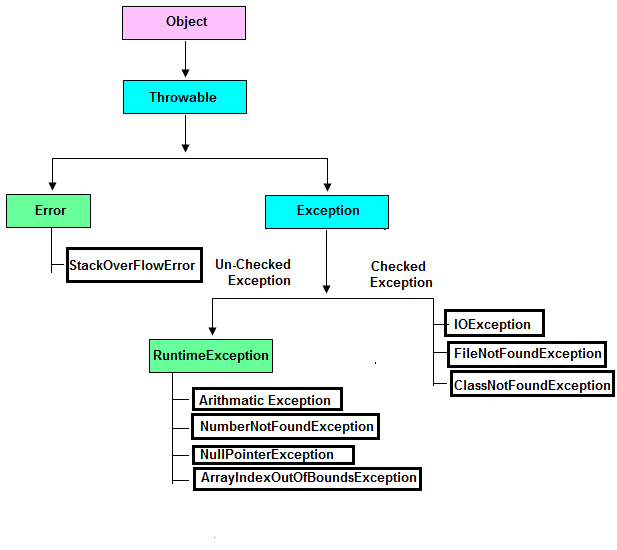 Object
Throwable
Error
Exception
StackOverFlowError
Un-Checked
Exception
Checked
Exception
IOException
FileNotFoundException
ClassNotFoundException
RuntimeException
Arithmatic Exception
NumberNotFoundException
NullPointerException
ArrayIndexOutOfBoundsException